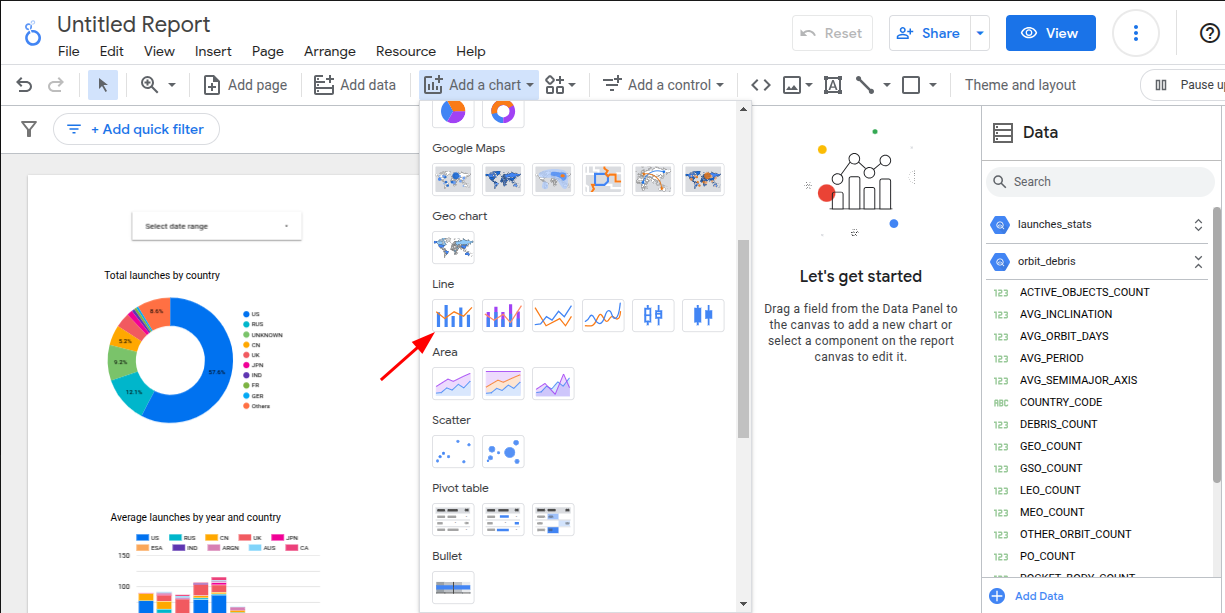 Untitled Report
File Edit View Insert Page Arrange Resource Help
Reset
Share
View
Add page
Add data
Add a chart
Add a control
Theme and layout
Pause up
+ Add quick filter
Select date range
Total launches by country
8.6%
5.2%
9.2%
12.1%
57.6%
US
RUS
UNKNOWN
CN
UK
JPN
IND
FR
GER
Others
Average launches by year and country
US RUS CN UK JPN
ESA IND ARGN AUS CA
150
100
Google Maps
Geo chart
Line
Area
Scatter
Pivot table
Bullet
Let's get started
Drag a field from the Data Panel to
the canvas to add a new chart or
select a component on the report
canvas to edit it.
Data
Search
launches_stats
orbit_debris
123 ACTIVE_OBJECTS_COUNT
123 AVG_INCLINATION
123 AVG_ORBIT_DAYS
123 AVG_PERIOD
123 AVG_SEMIMAJOR_AXIS
ABC COUNTRY_CODE
123 DEBRIS_COUNT
123 GEO_COUNT
123 GSO_COUNT
123 LEO_COUNT
123 MEO_COUNT
123 OTHER_ORBIT_COUNT
123 PO_COUNT
ROCKET_BODY_COUNT
Add Data